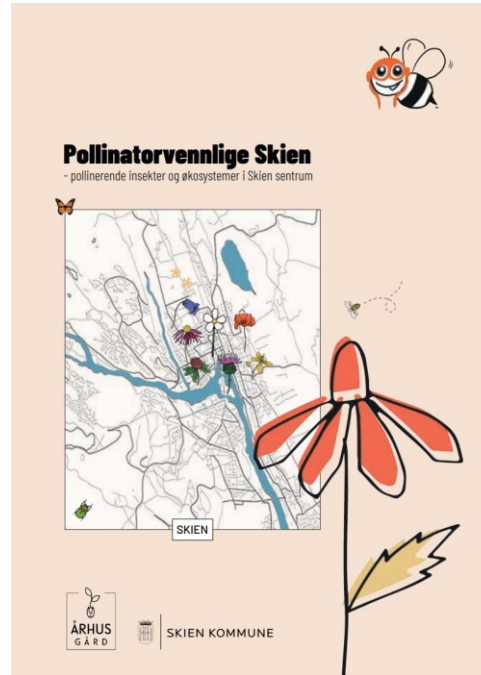 Pollinatorvennlige Skien
- pollinerende insekter og økosystemer i Skien sentrum
SKIEN
ÅRHUS
GÅRD
SKIEN KOMMUNE